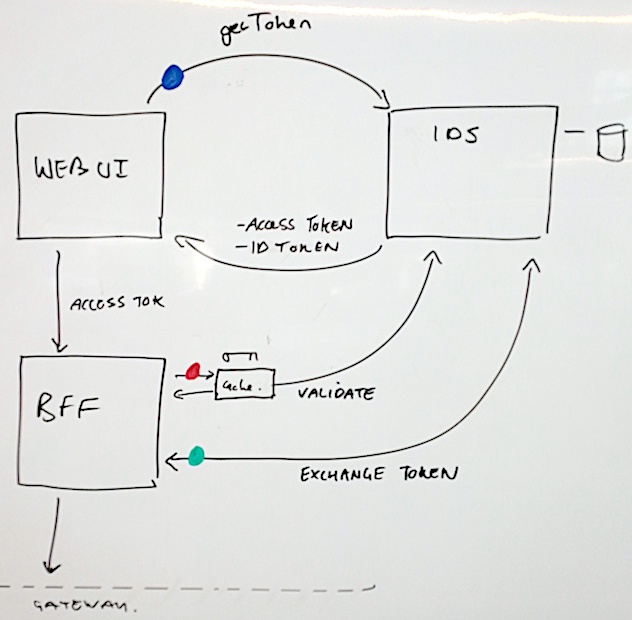 getToken
IDS
WEB UI
-ACCESS TOKEN
-ID TOKEN
ACCESS TOK
Cache.
VALIDATE
BFF
EXCHANGE TOKEN
GATEWAY.